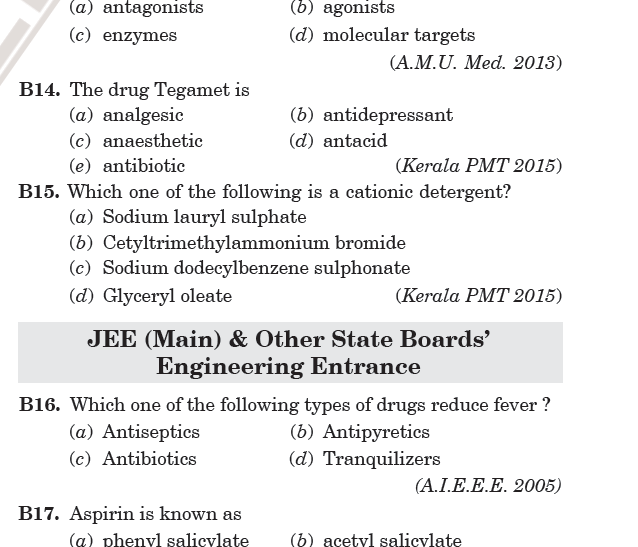 (a) antagonists (b) agonists
(c) enzymes (d) molecular targets
(A.M.U. Med. 2013)
B14. The drug Tegamet is
(a) analgesic (b) antidepressant
(c) anaesthetic (d) antacid
(e) antibiotic (Kerala PMT 2015)
B15. Which one of the following is a cationic detergent?
(a) Sodium lauryl sulphate
(b) Cetyltrimethylammonium bromide
(c) Sodium dodecylbenzene sulphonate
(d) Glyceryl oleate (Kerala PMT 2015)
JEE (Main) & Other State Boards’
Engineering Entrance
B16. Which one of the following types of drugs reduce fever ?
(a) Antiseptics (b) Antipyretics
(c) Antibiotics (d) Tranquilizers
(A.I.E.E.E. 2005)
B17. Aspirin is known as
(a) phenyl salicylate (b) acetyl salicylate